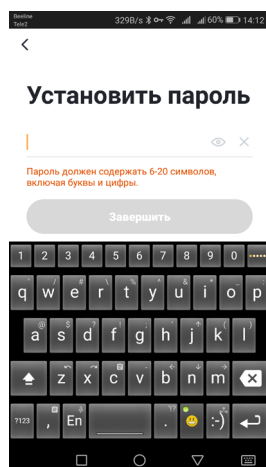 Beeline
Tele2
329B/s 60% 14:12
Установить пароль
Пароль должен содержать 6-20 символов,
включая буквы и цифры.
Завершить
1 2 3 4 5 6 7 8 9 0
q w e r t y u i o p
a s d f g h j k l
z x c v b n m
?123 , En . :-)